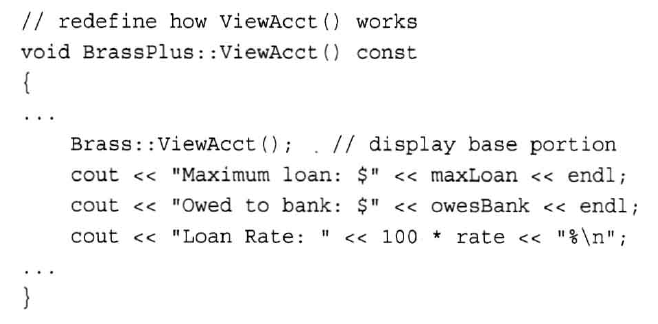 // redefine how ViewAcct() works
void BrassPlus::ViewAcct() const
{
...
    Brass::ViewAcct();  // display base portion
    cout << "Maximum loan: $" << maxLoan << endl;
    cout << "Owed to bank: $" << owesBank << endl;
    cout << "Loan Rate: " << 100 * rate << "%\n";
...
}